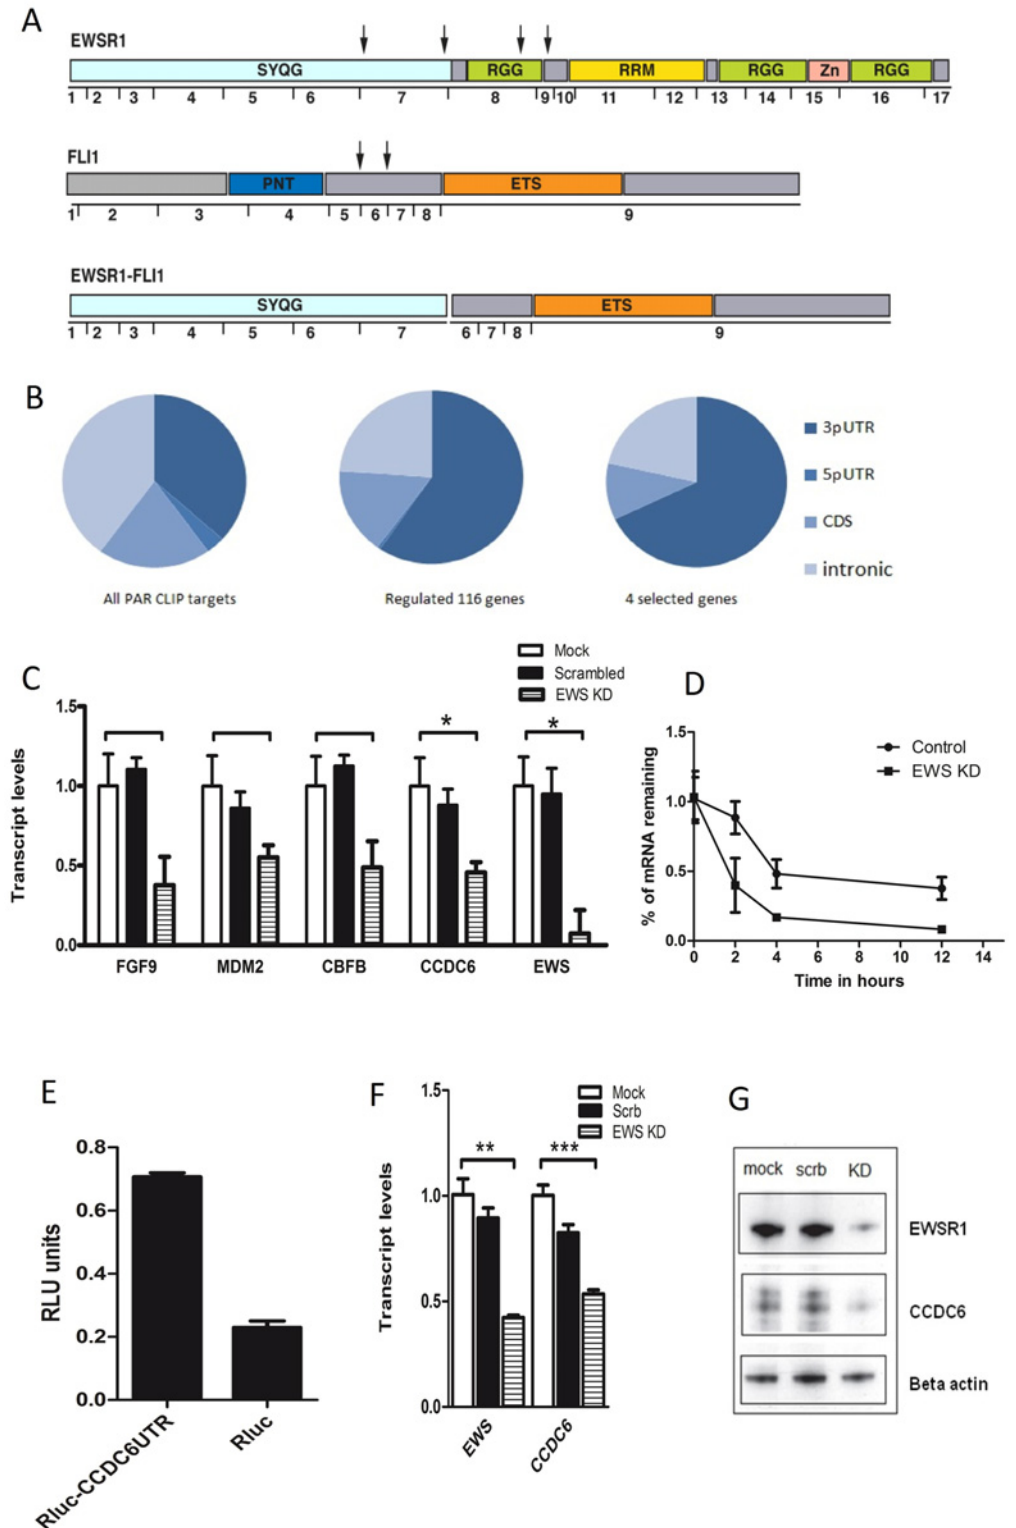 A
EWSR1
SYQG RGG RRM RGG Zn RGG
1 2 3 4 5 6 7 8 9 10 11 12 13 14 15 16 17
FLI1
PNT ETS
1 2 3 4 5 6 7 8 9
EWSR1-FLI1
SYQG ETS
1 2 3 4 5 6 7 6 7 8 9
B
3pUTR
5pUTR
CDS
intronic
All PAR CLIP targets Regulated 116 genes 4 selected genes
C
Mock
Scrambled
EWS KD
Transcript levels
1.5
1.0
0.5
0.0
* *
FGF9 MDM2 CBFB CCDC6 EWS
D
% of mRNA remaining
1.5
1.0
0.5
0.0
Control
EWS KD
0 2 4 6 8 10 12 14
Time in hours
E
RLU units
0.8
0.6
0.4
0.2
0.0
Rluc-CCDC6UTR Rluc
F
Mock
Scrb
EWS KD
Transcript levels
1.5
1.0
0.5
0.0
** ***
EWS CCDC6
G
mock scrb KD
EWSR1
CCDC6
Beta actin